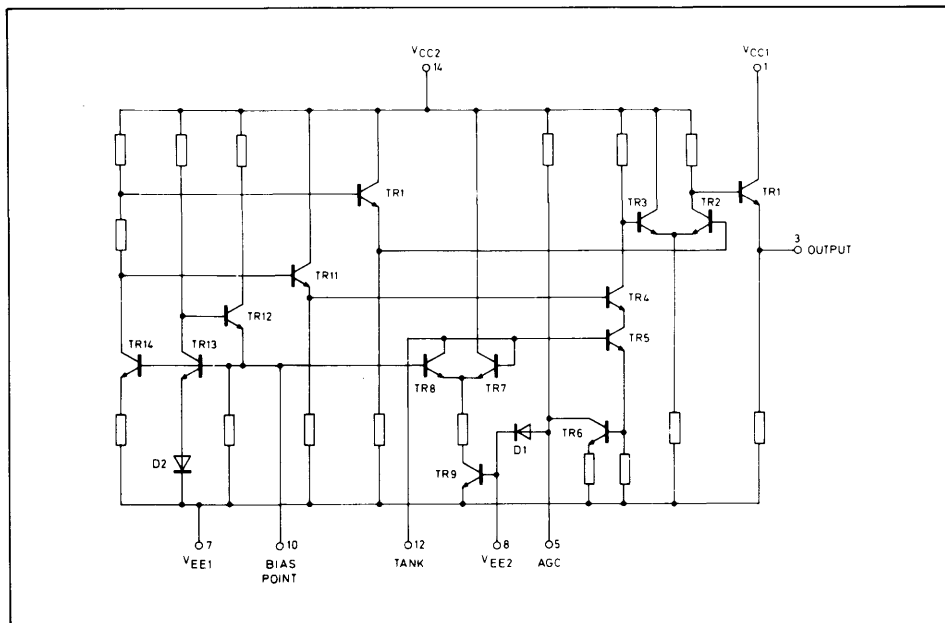 VCC2
14
VCC1
1
TR1
TR3
TR2
TR1
3
OUTPUT
TR11
TR4
TR12
TR5
TR14
TR13
TR8
TR7
D1
TR6
D2
TR9
7
10
12
8
5
VEE1
BIAS
POINT
TANK
VEE2
AGC